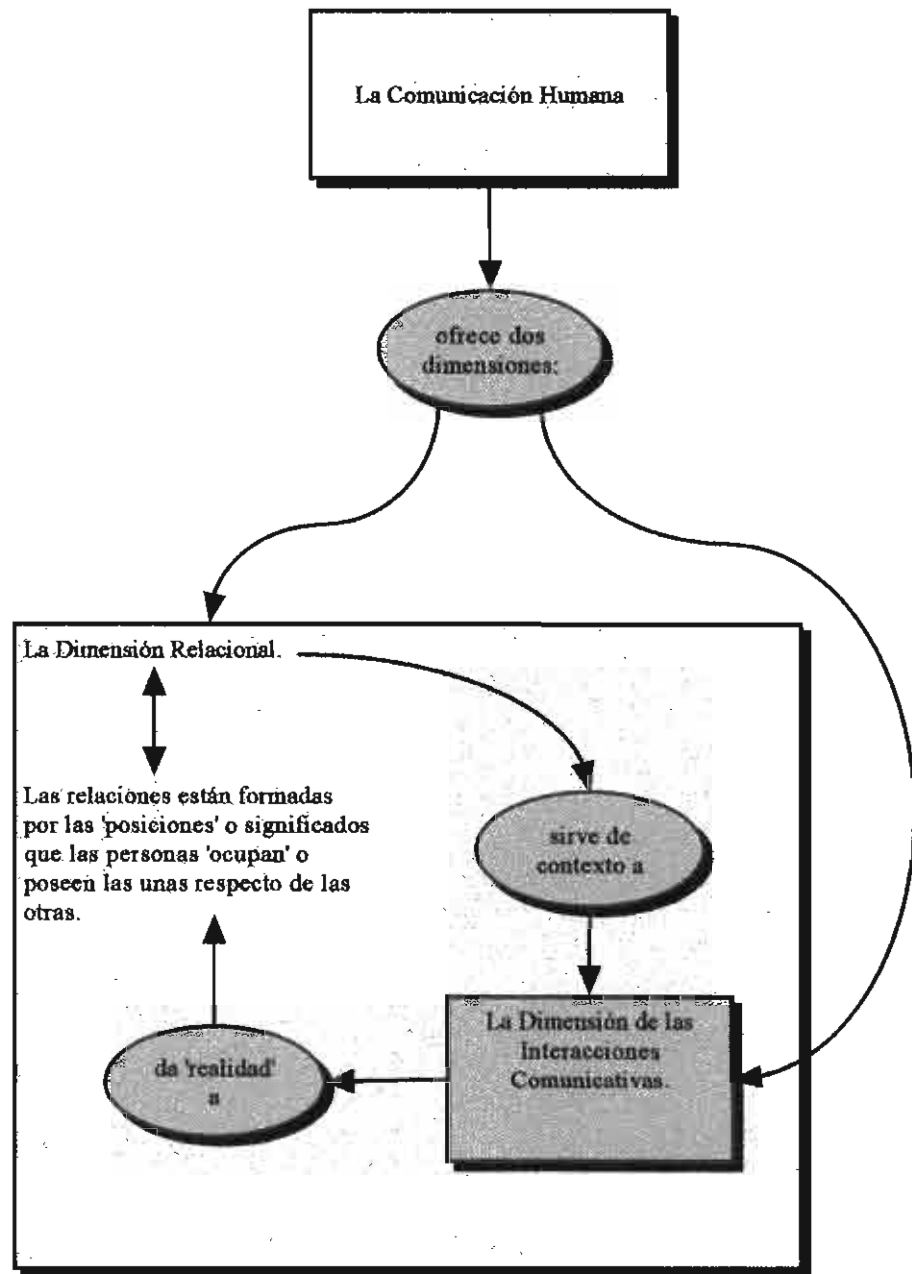 La Comunicación Humana
ofrece dos
dimensiones:
La Dimensión Relacional.
Las relaciones están formadas
por las 'posiciones' o significados
que las personas 'ocupan' o
poseen las unas respecto de las
otras.
sirve de
contexto a
La Dimensión de las
Interacciones
Comunicativas.
da 'realidad'
a